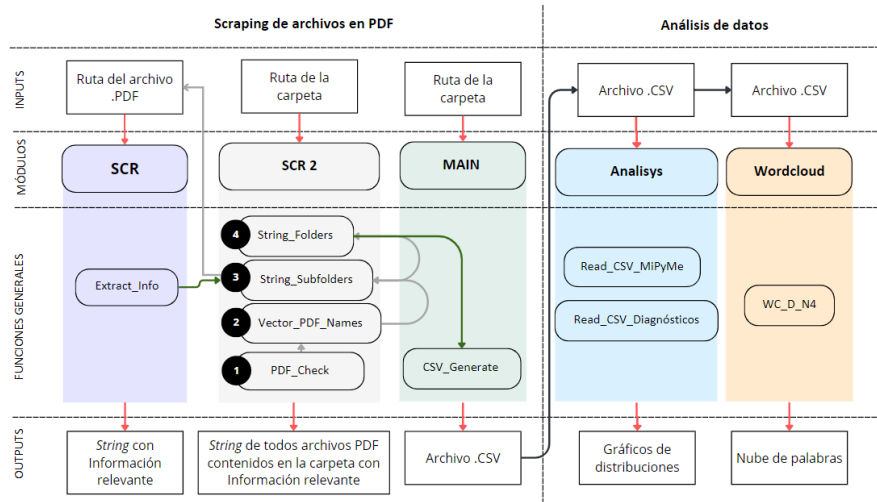 Scraping de archivos en PDF
Análisis de datos
INPUTS
Ruta del archivo
.PDF
Ruta de la
carpeta
Ruta de la
carpeta
Archivo .CSV
Archivo .CSV
MÓDULOS
SCR
SCR 2
MAIN
Analisys
Wordcloud
FUNCIONES GENERALES
Extract_Info
4
String_Folders
3
String_Subfolders
2
Vector_PDF_Names
1
PDF_Check
CSV_Generate
Read_CSV_MiPyMe
Read_CSV_Diagnósticos
WC_D_N4
OUTPUTS
String con
Información
relevante
String de todos archivos PDF
contenidos en la carpeta con
Información relevante
Archivo .CSV
Gráficos de
distribuciones
Nube de palabras